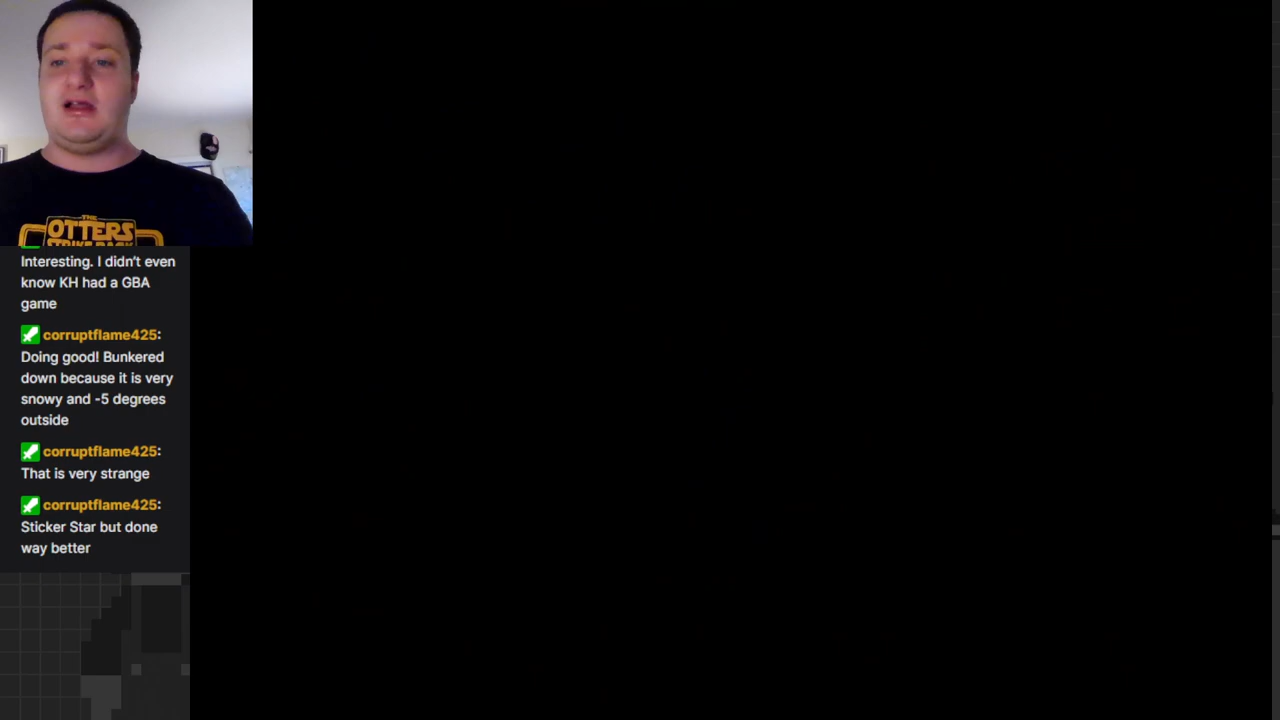 THE
OTTERS
STRIKE BACK
Interesting. I didn't even
know KH had a GBA
game
corruptflame425:
Doing good! Bunkered
down because it is very
snowy and -5 degrees
outside
corruptflame425:
That is very strange
corruptflame425:
Sticker Star but done
way better